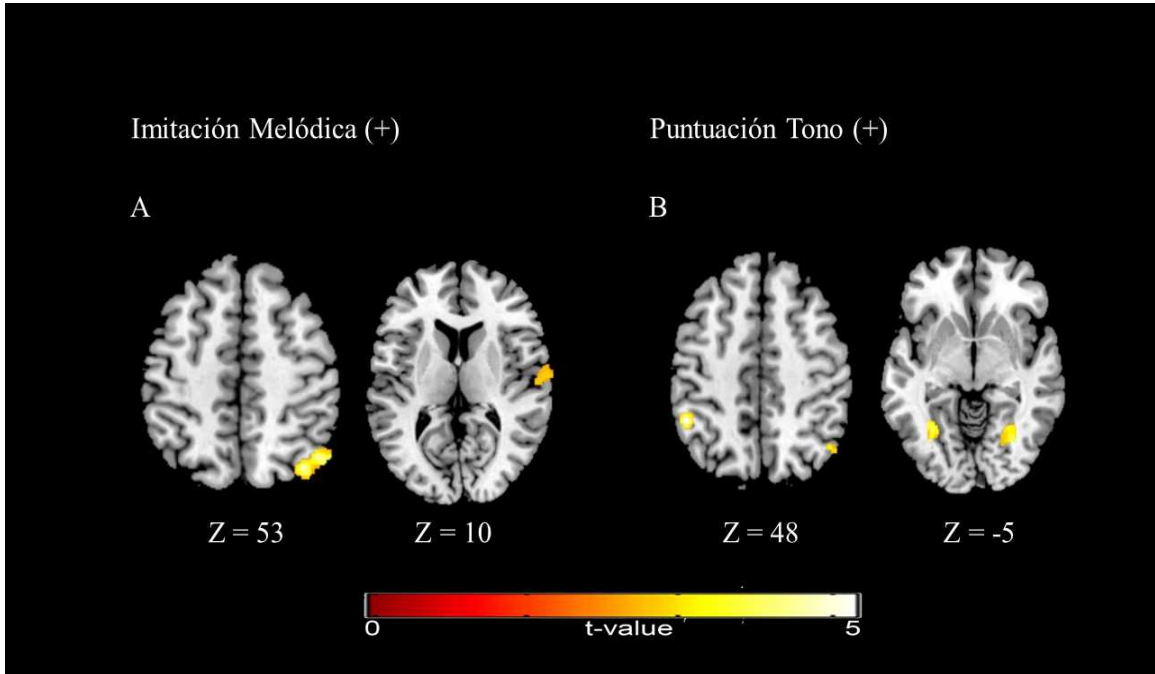 Imitación Melódica (+)
Puntuación Tono (+)
A
B
Z = 53
Z = 10
Z = 48
Z = -5
0
t-value
5